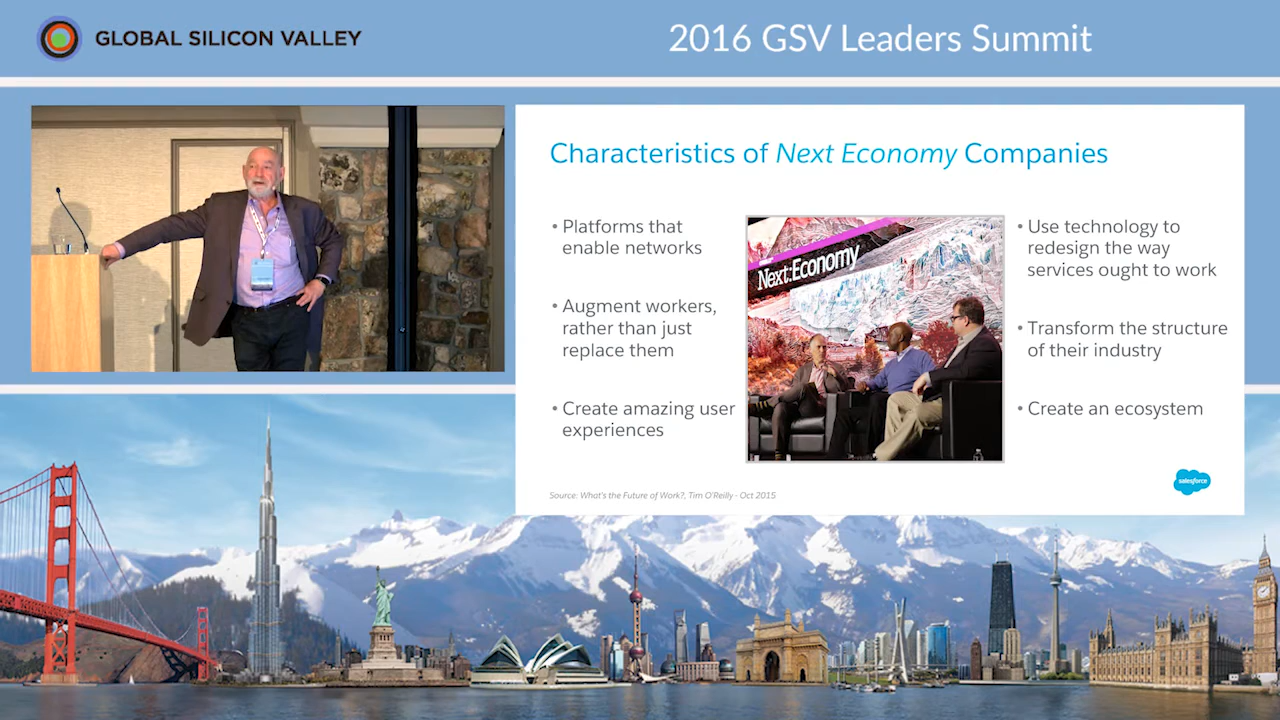 GLOBAL SILICON VALLEY
2016 GSV Leaders Summit
Characteristics of Next Economy Companies
• Platforms that
enable networks
• Augment workers,
rather than just
replace them
• Create amazing user
experiences
Next:Economy
• Use technology to
redesign the way
services ought to work
• Transform the structure
of their industry
• Create an ecosystem
Source: What's the Future of Work?, Tim O'Reilly - Oct 2015
salesforce